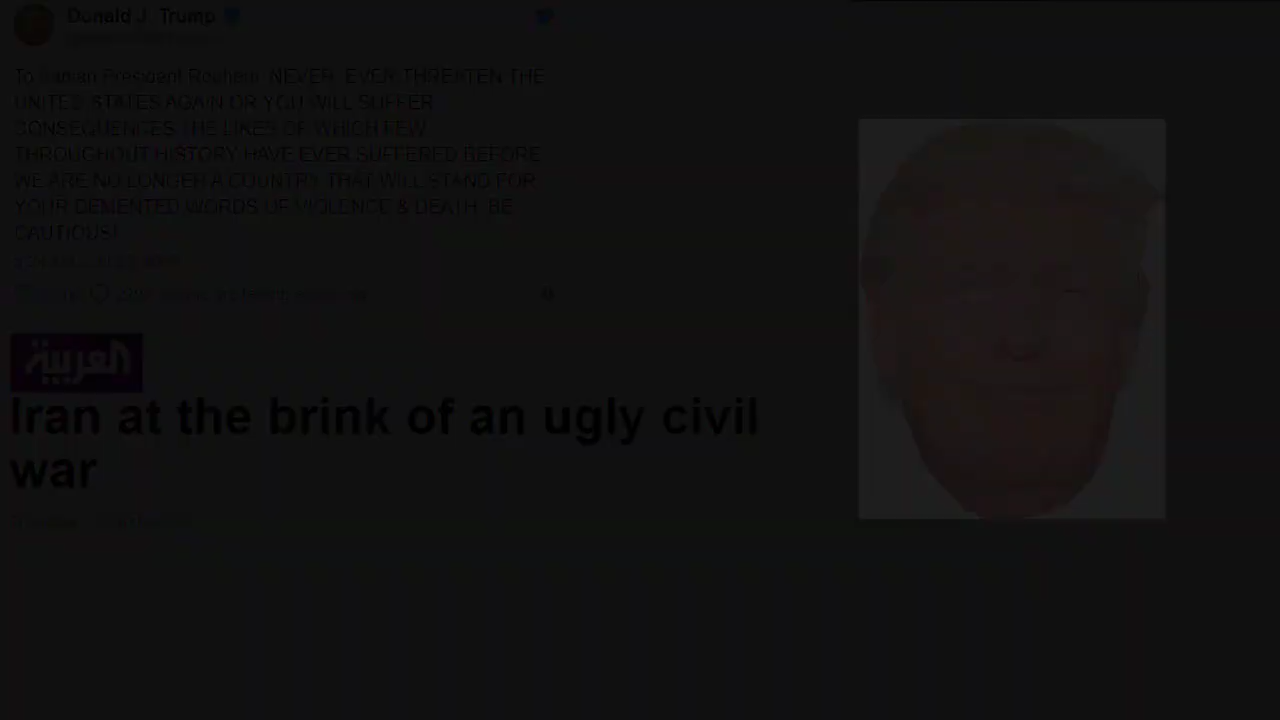 Donald J. Trump
To Iranian President Rouhani: NEVER, EVER THREATEN THE
UNITED STATES AGAIN OR YOU WILL SUFFER
CONSEQUENCES THE LIKES OF WHICH FEW
THROUGHOUT HISTORY HAVE EVER SUFFERED BEFORE.
WE ARE NO LONGER A COUNTRY THAT WILL STAND FOR
YOUR DEMENTED WORDS OF VIOLENCE & DEATH. BE
CAUTIOUS!
العربية
Iran at the brink of an ugly civil
war